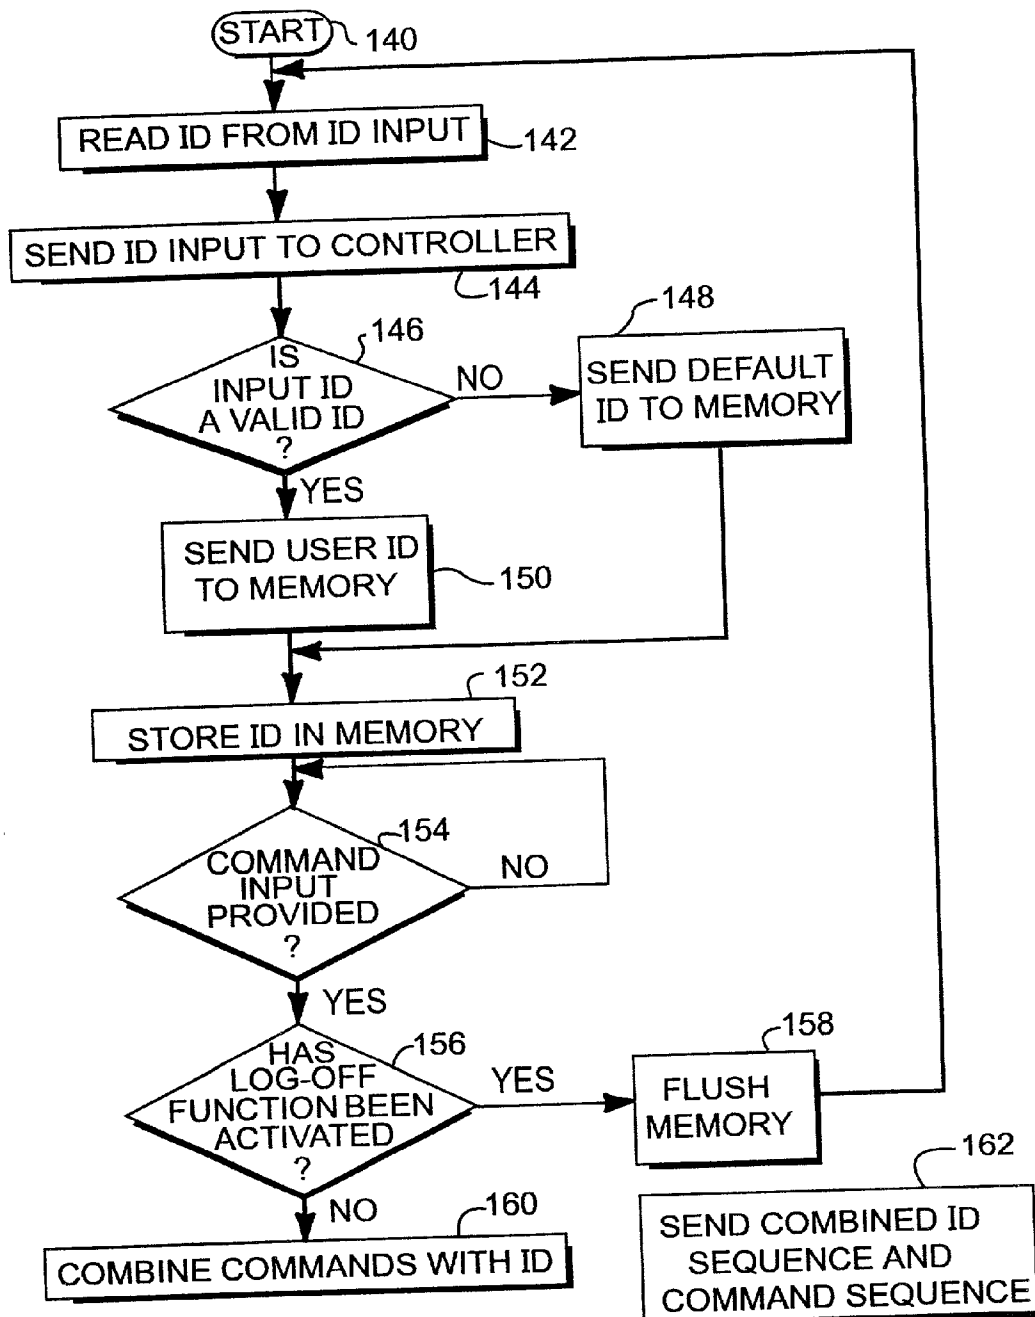 START
140
READ ID FROM ID INPUT
142
SEND ID INPUT TO CONTROLLER
144
146
IS
INPUT ID
A VALID ID
?
NO
148
SEND DEFAULT
ID TO MEMORY
YES
SEND USER ID
TO MEMORY
150
152
STORE ID IN MEMORY
154
COMMAND
INPUT
PROVIDED
?
NO
YES
156
HAS
LOG-OFF
FUNCTION BEEN
ACTIVATED
?
YES
158
FLUSH
MEMORY
NO
160
COMBINE COMMANDS WITH ID
162
SEND COMBINED ID
SEQUENCE AND
COMMAND SEQUENCE